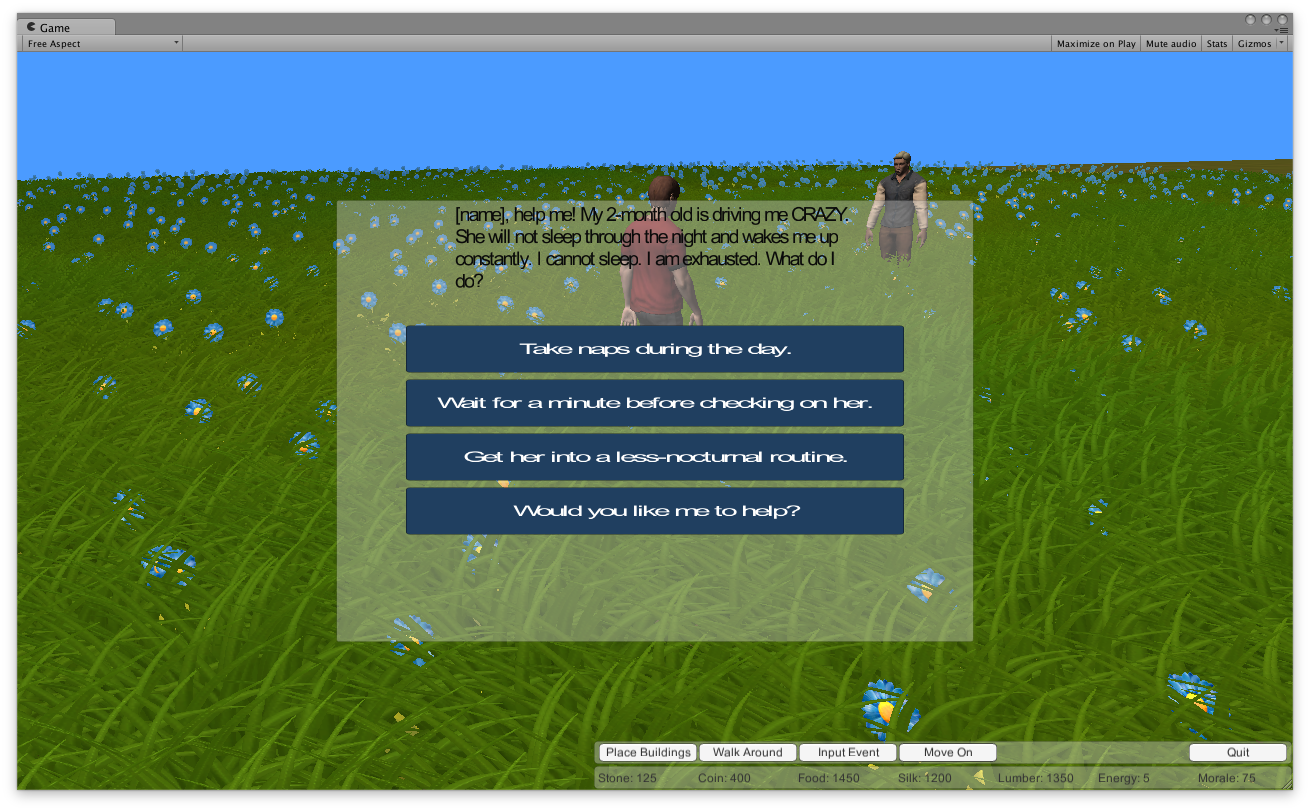 Game
Free Aspect
Maximize on Play Mute audio Stats Gizmos
[name], help me! My 2-month old is driving me CRAZY.
She will not sleep through the night and wakes me up
constantly. I cannot sleep. I am exhausted. What do I
do?
Take naps during the day.
Wait for a minute before checking on her.
Get her into a less-nocturnal routine.
Would you like me to help?
Place Buildings Walk Around Input Event Move On Quit
Stone: 125 Coin: 400 Food: 1450 Silk: 1200 Lumber: 1350 Energy: 5 Morale: 75